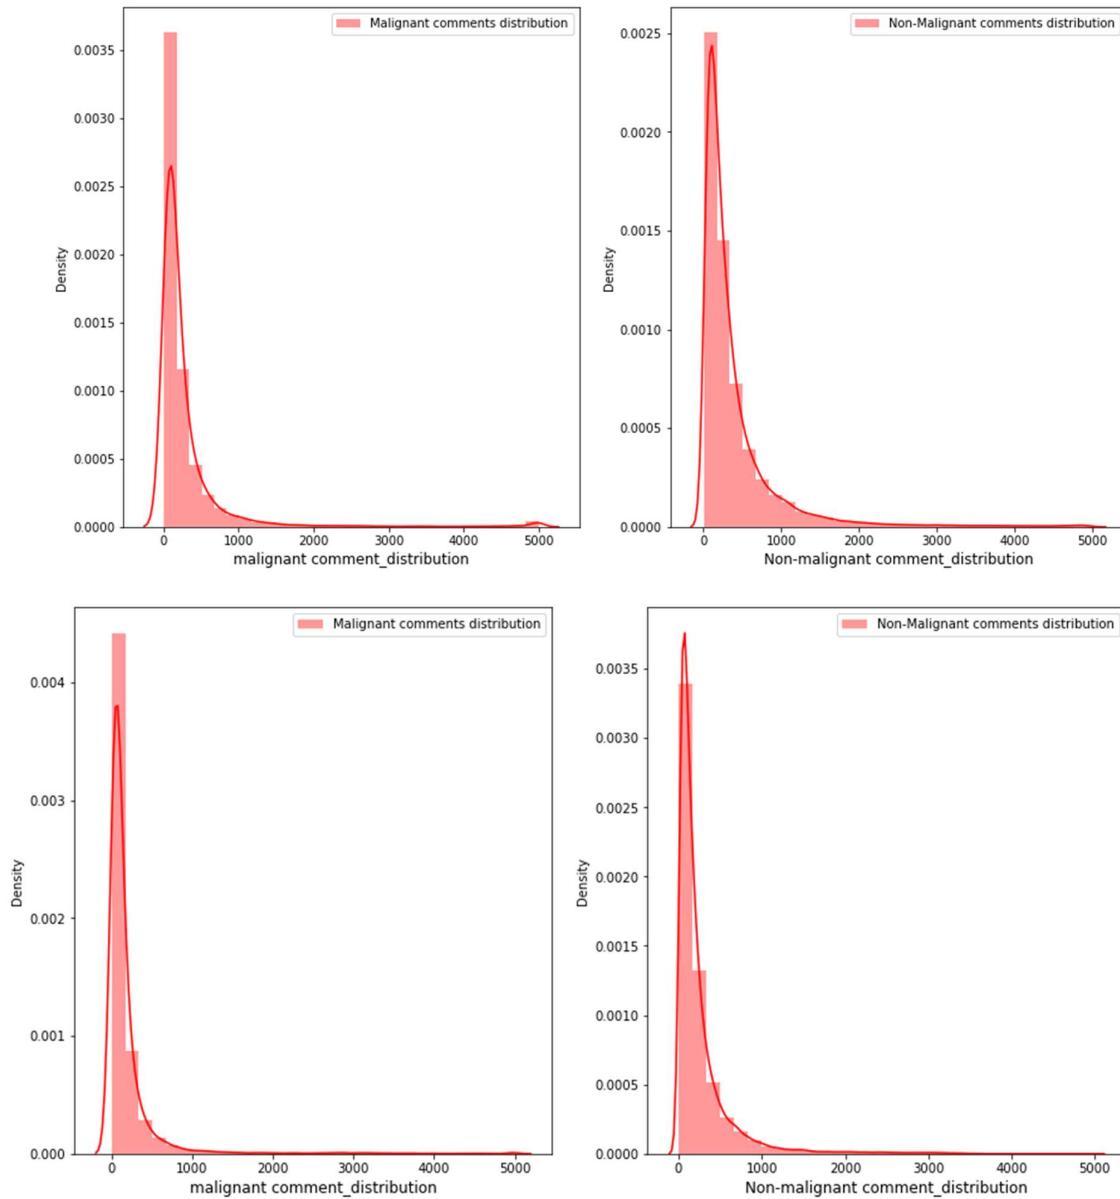 Malignant comments distribution
0.0035
0.0030
0.0025
0.0020
0.0015
0.0010
0.0005
0.0000
Density
0 1000 2000 3000 4000 5000
malignant comment_distribution
Non-Malignant comments distribution
0.0025
0.0020
0.0015
0.0010
0.0005
0.0000
Density
0 1000 2000 3000 4000 5000
Non-malignant comment_distribution
Malignant comments distribution
0.004
0.003
0.002
0.001
0.000
Density
0 1000 2000 3000 4000 5000
malignant comment_distribution
Non-Malignant comments distribution
0.0035
0.0030
0.0025
0.0020
0.0015
0.0010
0.0005
0.0000
Density
0 1000 2000 3000 4000 5000
Non-malignant comment_distribution